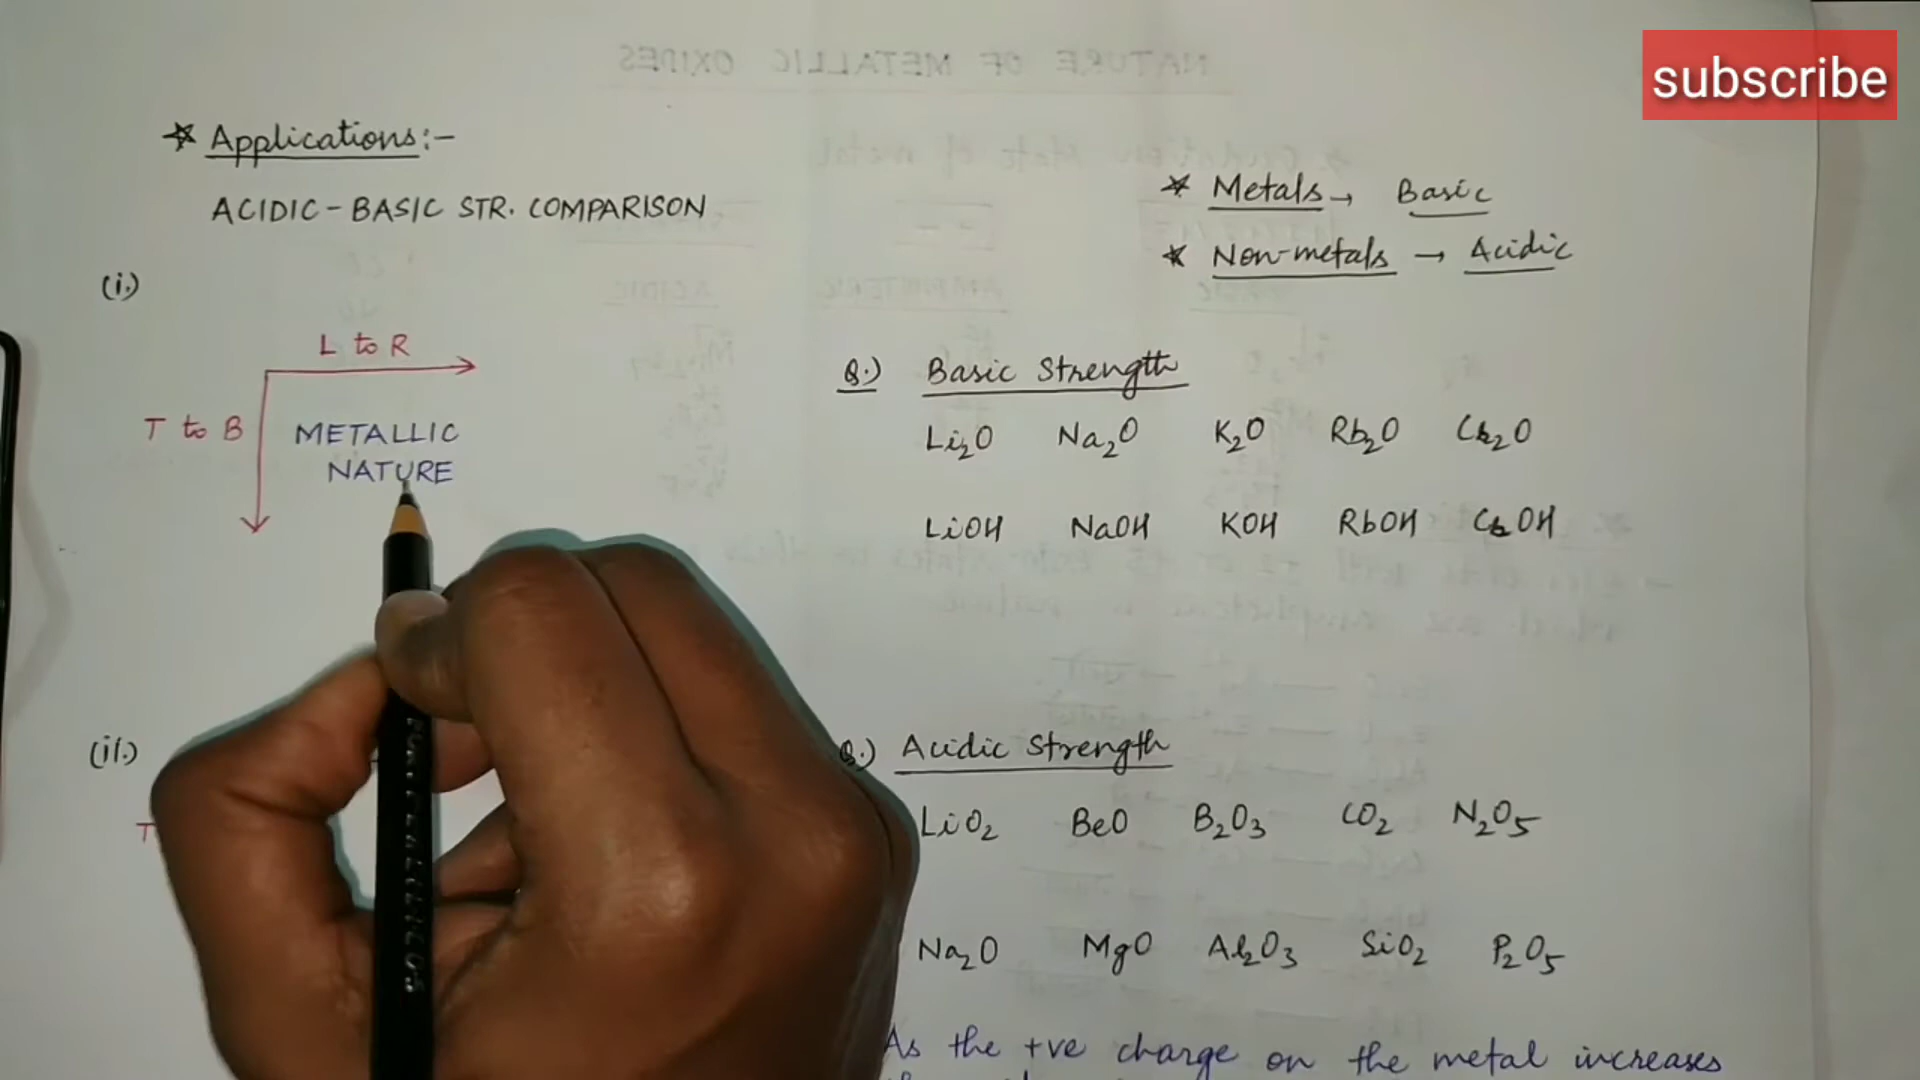 subscribe
☆ Applications:-
ACIDIC-BASIC STR. COMPARISON
☆ Metals → Basic
☆ Non-metals → Acidic
(i.)
L to R
T to B
METALLIC
NATURE
Q.) Basic Strength
Li₂O Na₂O K₂O Rb₂O Cs₂O
LiOH NaOH KOH RbOH CsOH
(ii.)
T
Q.) Acidic Strength
LiO₂ BeO B₂O₃ CO₂ N₂O₅
Na₂O MgO Al₂O₃ SiO₂ P₂O₅
As the +ve charge on the metal increases